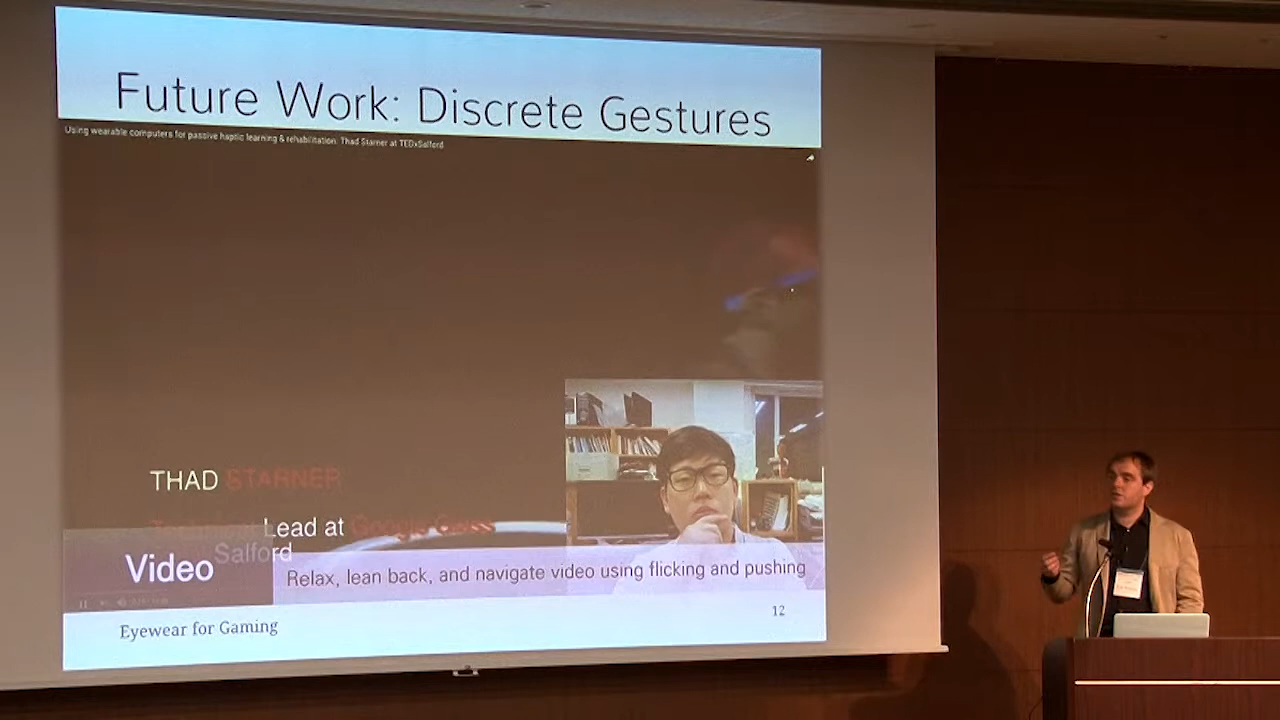 Future Work: Discrete Gestures
Using wearable computers for passive haptic learning & rehabilitation: Thad Starner at TEDxSalford
THAD STARNER
Lead at Google Glass
Salford
Video
Relax, lean back, and navigate video using flicking and pushing
Eyewear for Gaming
12